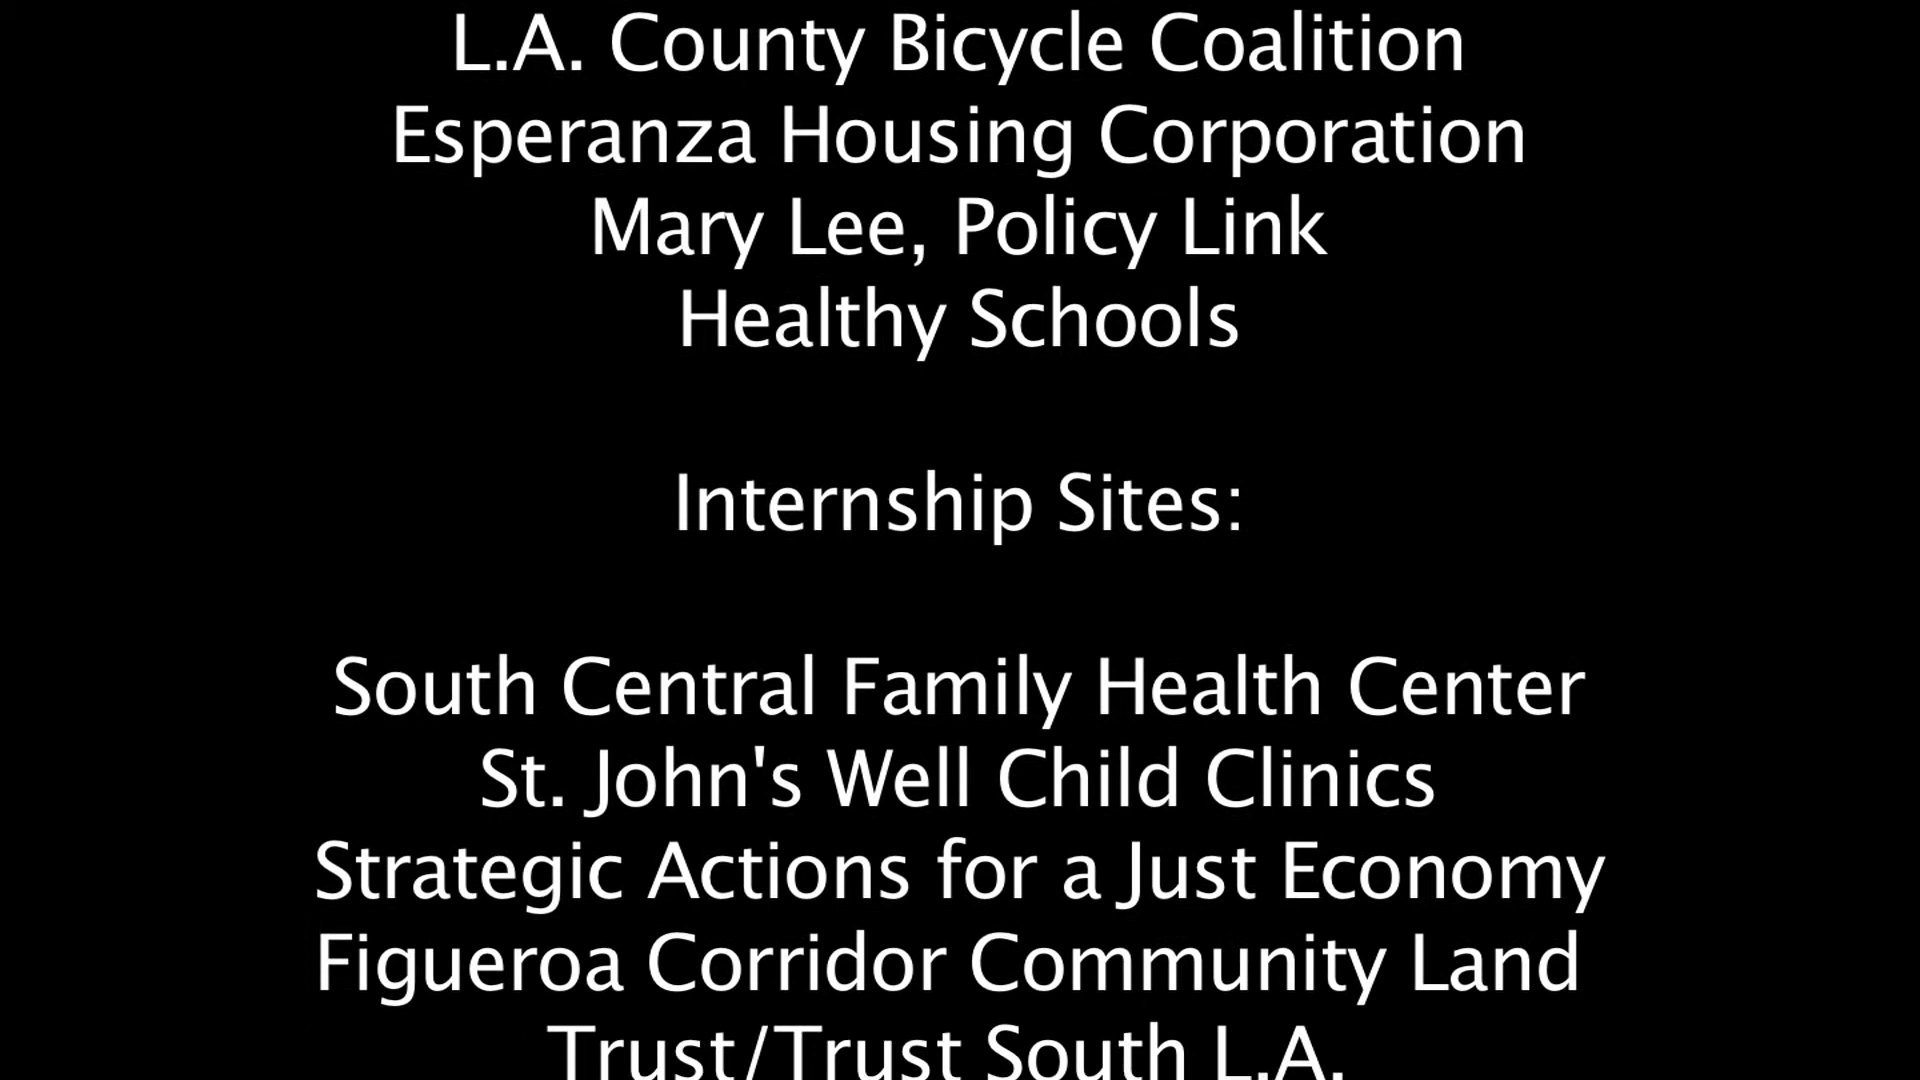 L.A. County Bicycle Coalition
Esperanza Housing Corporation
Mary Lee, Policy Link
Healthy Schools
Internship Sites:
South Central Family Health Center
St. John's Well Child Clinics
Strategic Actions for a Just Economy
Figueroa Corridor Community Land
Trust/Trust South L.A.